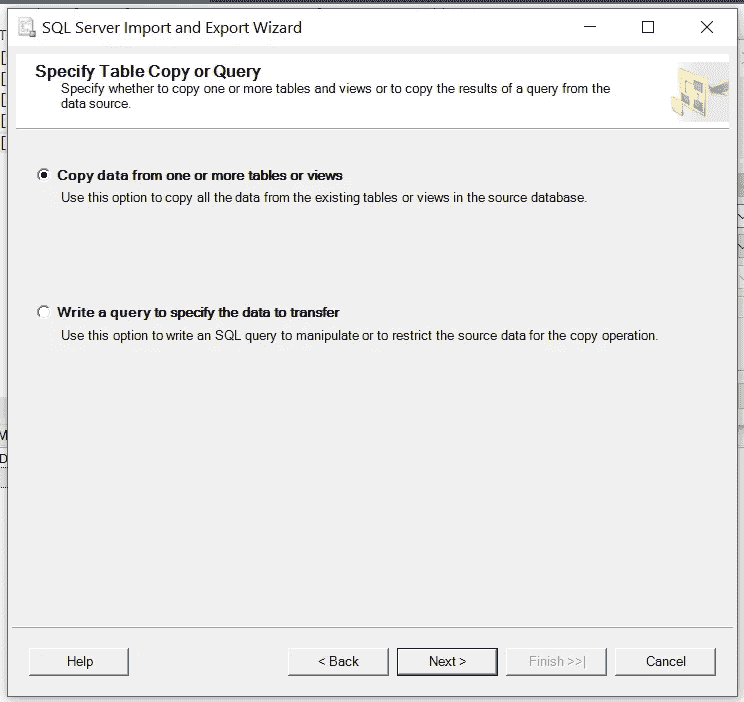 SQL Server Import and Export Wizard
Specify Table Copy or Query
Specify whether to copy one or more tables and views or to copy the results of a query from the
data source.
Copy data from one or more tables or views
Use this option to copy all the data from the existing tables or views in the source database.
Write a query to specify the data to transfer
Use this option to write an SQL query to manipulate or to restrict the source data for the copy operation.
Help
< Back
Next >
Finish >>|
Cancel